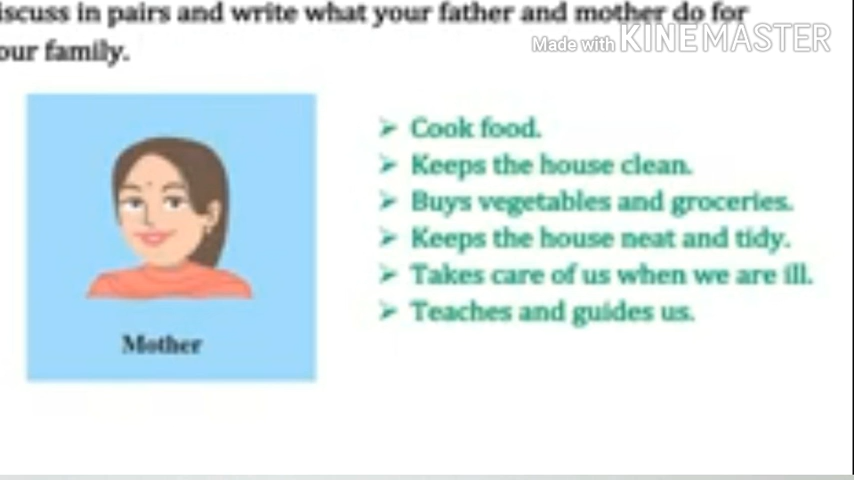 iscuss in pairs and write what your father and mother do for
our family.
Made with KINEMASTER
➤ Cook food.
➤ Keeps the house clean.
➤ Buys vegetables and groceries.
➤ Keeps the house neat and tidy.
➤ Takes care of us when we are ill.
➤ Teaches and guides us.
Mother